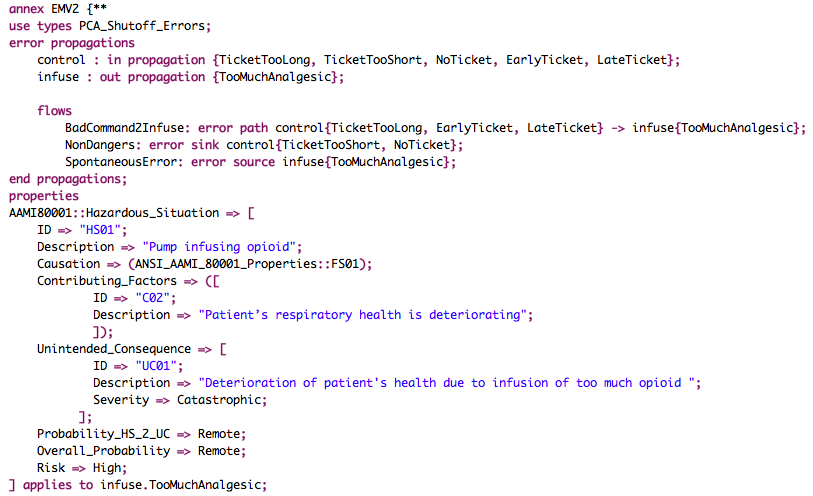 annex EMV2 {**
use types PCA_Shutoff_Errors;
error propagations
    control : in propagation {TicketTooLong, TicketTooShort, NoTicket, EarlyTicket, LateTicket};
    infuse : out propagation {TooMuchAnalgesic};

    flows
        BadCommand2Infuse: error path control{TicketTooLong, EarlyTicket, LateTicket} -> infuse{TooMuchAnalgesic};
        NonDangers: error sink control{TicketTooShort, NoTicket};
        SpontaneousError: error source infuse{TooMuchAnalgesic};
end propagations;
properties
AAMI80001::Hazardous_Situation => [
    ID => "HS01";
    Description => "Pump infusing opioid";
    Causation => (ANSI_AAMI_80001_Properties::FS01);
    Contributing_Factors => ([
            ID => "C02";
            Description => "Patient’s respiratory health is deteriorating";
            ]);
    Unintended_Consequence => [
            ID => "UC01";
            Description => "Deterioration of patient's health due to infusion of too much opioid ";
            Severity => Catastrophic;
          ];
    Probability_HS_2_UC => Remote;
    Overall_Probability => Remote;
    Risk => High;
] applies to infuse.TooMuchAnalgesic;